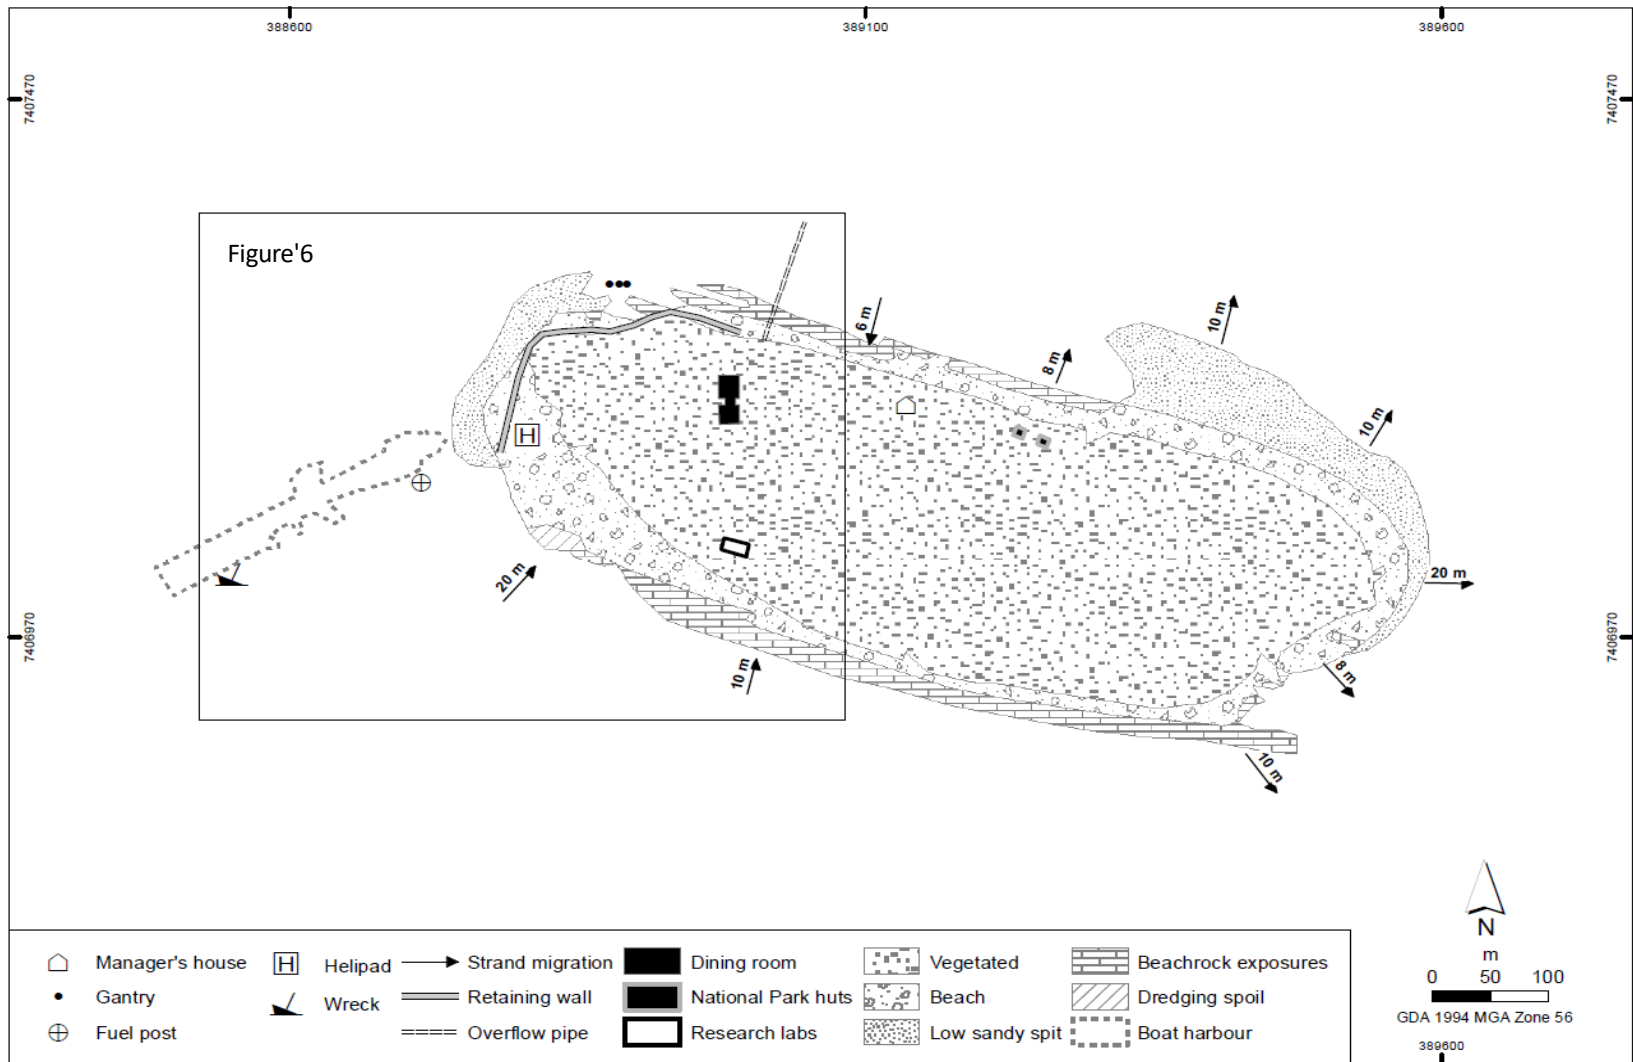 388600
389100
389600
7407470
7407470
Figure'6
6 m
8 m
10 m
10 m
20 m
8 m
10 m
10 m
20 m
H
7406970
7406970
N
m
0 50 100
GDA 1994 MGA Zone 56
389600
Manager's house
Gantry
Fuel post
H Helipad
Wreck
Strand migration
Retaining wall
Overflow pipe
Dining room
National Park huts
Research labs
Vegetated
Beach
Low sandy spit
Beachrock exposures
Dredging spoil
Boat harbour